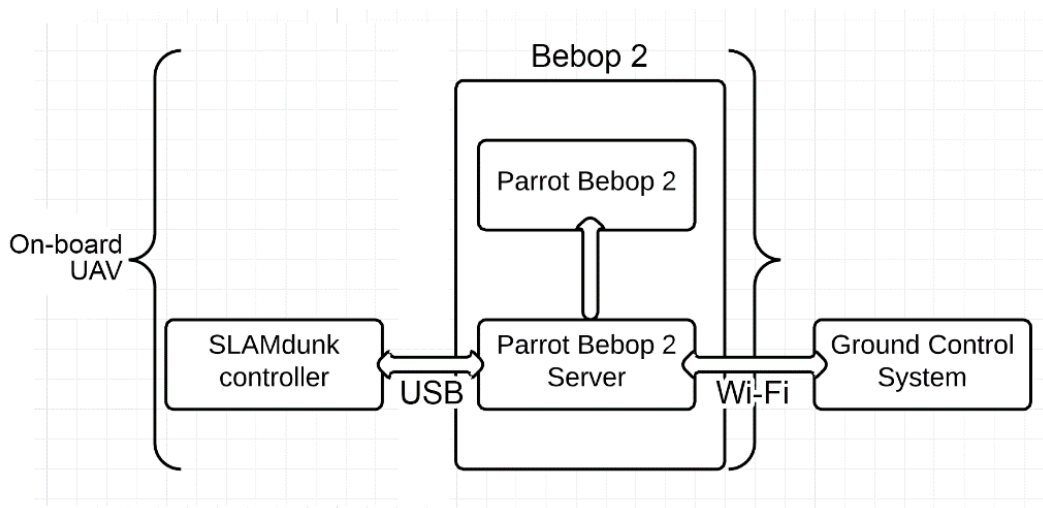 Bebop 2
Parrot Bebop 2
On-board
UAV
SLAMdunk
controller
USB
Parrot Bebop 2
Server
Wi-Fi
Ground Control
System